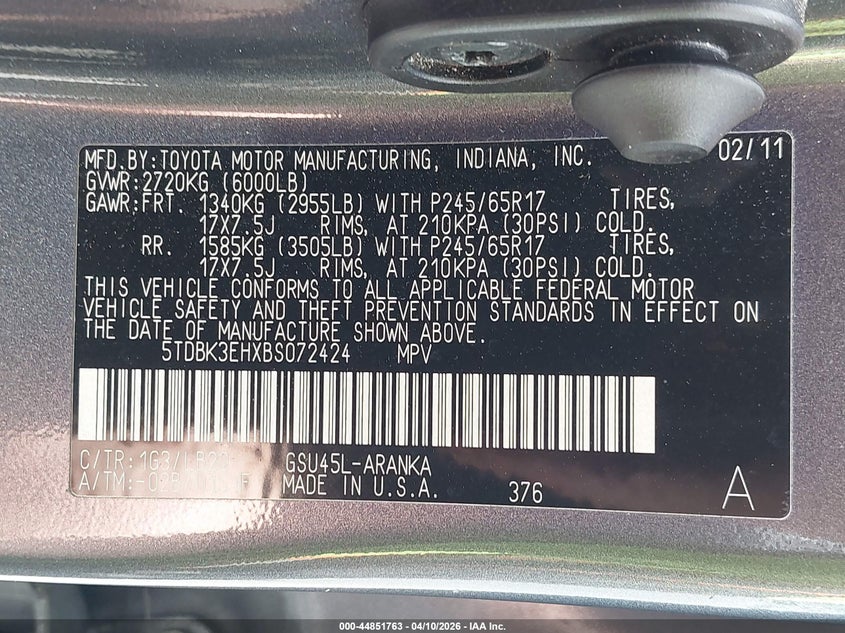 MFD.BY:TOYOTA MOTOR MANUFACTURING, INDIANA, INC. 02/11
GVWR:2720KG (6000LB)
GAWR:FRT. 1340KG (2955LB) WITH P245/65R17 TIRES,
17X7.5J RIMS, AT 210KPA (30PSI) COLD.
RR. 1585KG (3505LB) WITH P245/65R17 TIRES,
17X7.5J RIMS, AT 210KPA (30PSI) COLD.
THIS VEHICLE CONFORMS TO ALL APPLICABLE FEDERAL MOTOR
VEHICLE SAFETY AND THEFT PREVENTION STANDARDS IN EFFECT ON
THE DATE OF MANUFACTURE SHOWN ABOVE.
5TDBK3EHXBS072424 MPV
C/TR: GSU45L-ARANKA
A/TM: MADE IN U.S.A. 376 A
000-44851763 - 04/10/2026 - IAA Inc.